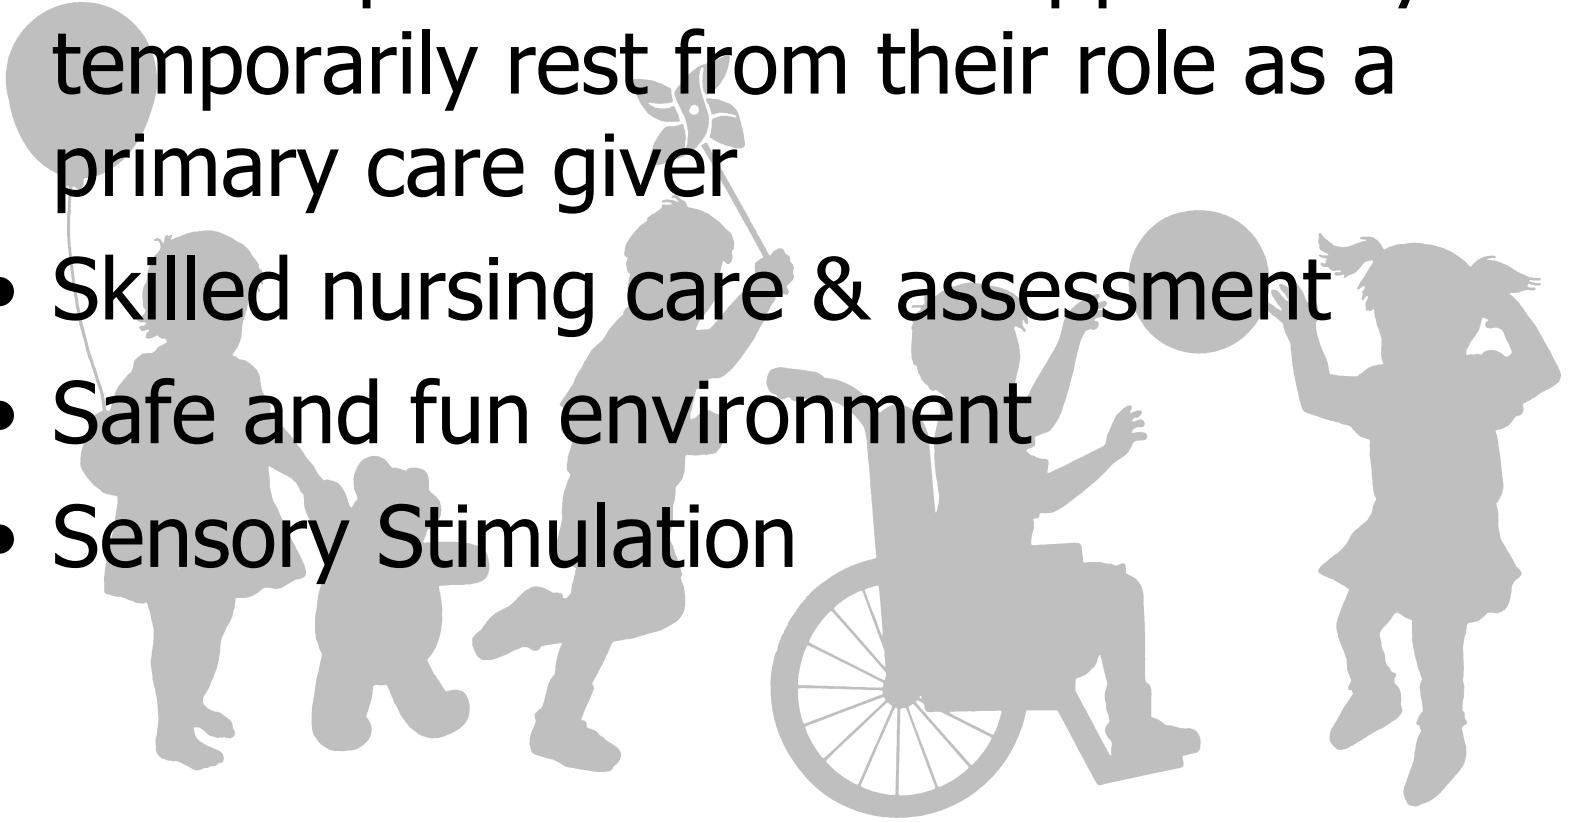 temporarily rest from their role as a
primary care giver
• Skilled nursing care & assessment
• Safe and fun environment
• Sensory Stimulation